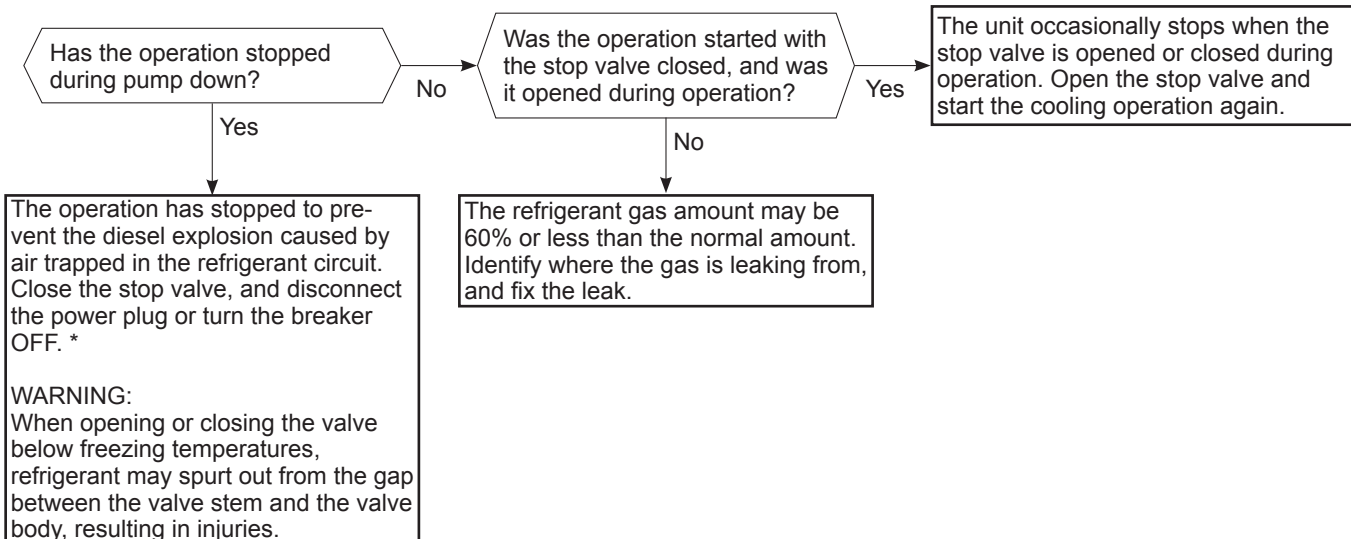 Has the operation stopped
during pump down?
No
Yes
Was the operation started with
the stop valve closed, and was
it opened during operation?
Yes
No
The unit occasionally stops when the
stop valve is opened or closed during
operation. Open the stop valve and
start the cooling operation again.
The operation has stopped to pre-
vent the diesel explosion caused by
air trapped in the refrigerant circuit.
Close the stop valve, and disconnect
the power plug or turn the breaker
OFF. *
WARNING:
When opening or closing the valve
below freezing temperatures,
refrigerant may spurt out from the gap
between the valve stem and the valve
body, resulting in injuries.
The refrigerant gas amount may be
60% or less than the normal amount.
Identify where the gas is leaking from,
and fix the leak.